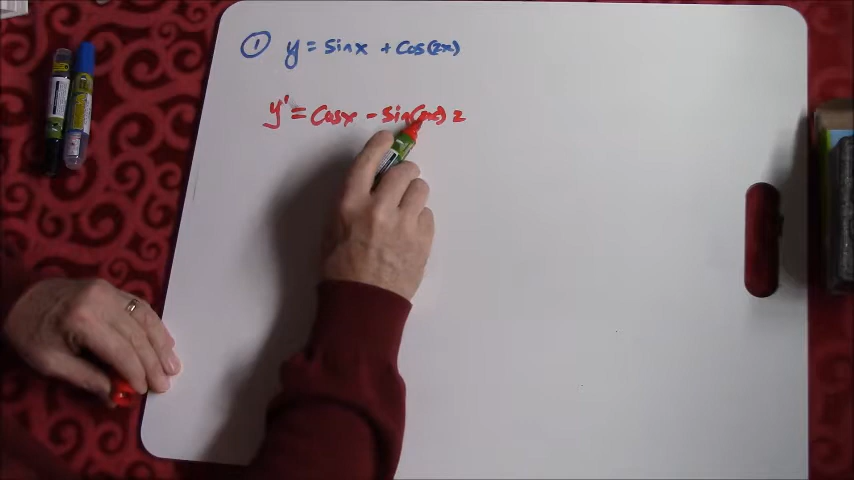 ① y = sinx + cos(2x)
y' = cosx - sin(2x) 2